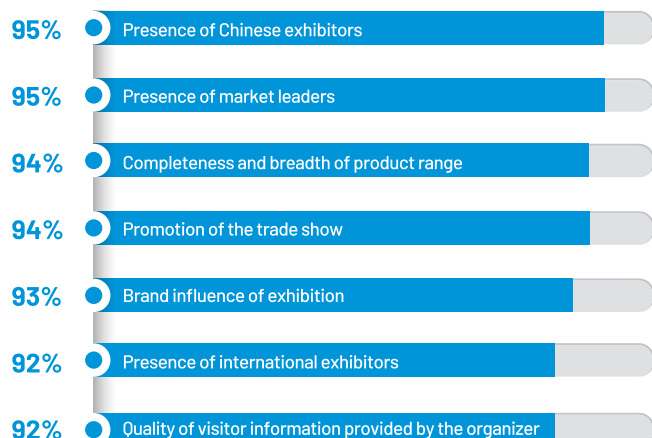 95% Presence of Chinese exhibitors
95% Presence of market leaders
94% Completeness and breadth of product range
94% Promotion of the trade show
93% Brand influence of exhibition
92% Presence of international exhibitors
92% Quality of visitor information provided by the organizer